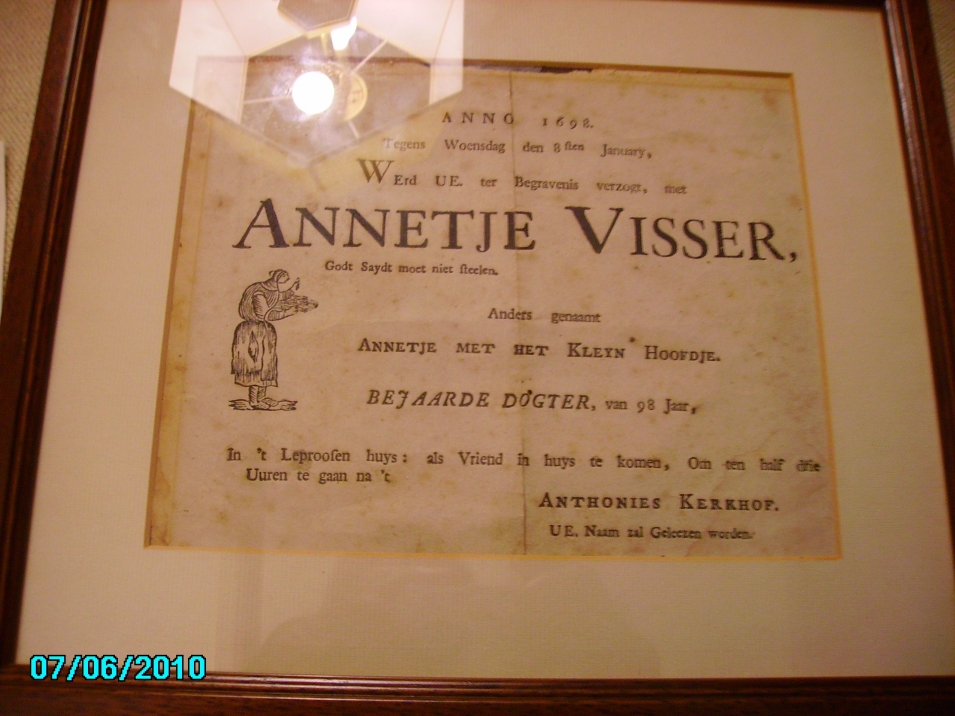 ANNO 1698.
Tegens Woensdag den 8sten January,
WErd UE. ter Begravenis verzogt, met
ANNETJE VISSER,
Godt Saydt moet niet steelen.
Anders genaamt
ANNETJE MET HET KLEYN HOOFDJE.
BEJAARDE DOGTER, van 98 Jaar,
In 't Leproosen huys: als Vriend in huys te komen, Om ten half drie
Uuren te gaan na 't
ANTHONIES KERKHOF.
UE. Naam zal Geleezen worden.
07/06/2010